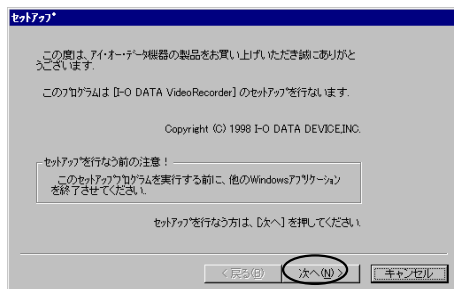 セットアップ
この度は、アイ・オー・データ機器の製品をお買い上げいただき誠にありがと
うございます.
このプログラムは [I-O DATA VideoRecorder] のセットアップを行ないます.
Copyright (C) 1998 I-O DATA DEVICE,INC.
セットアップを行なう前の注意！
このセットアッププログラムを実行する前に、他のWindowsアプリケーション
を終了させてください.
セットアップを行なう方は、[次へ] を押してください.
< 戻る(B)
次へ(N) >
キャンセル